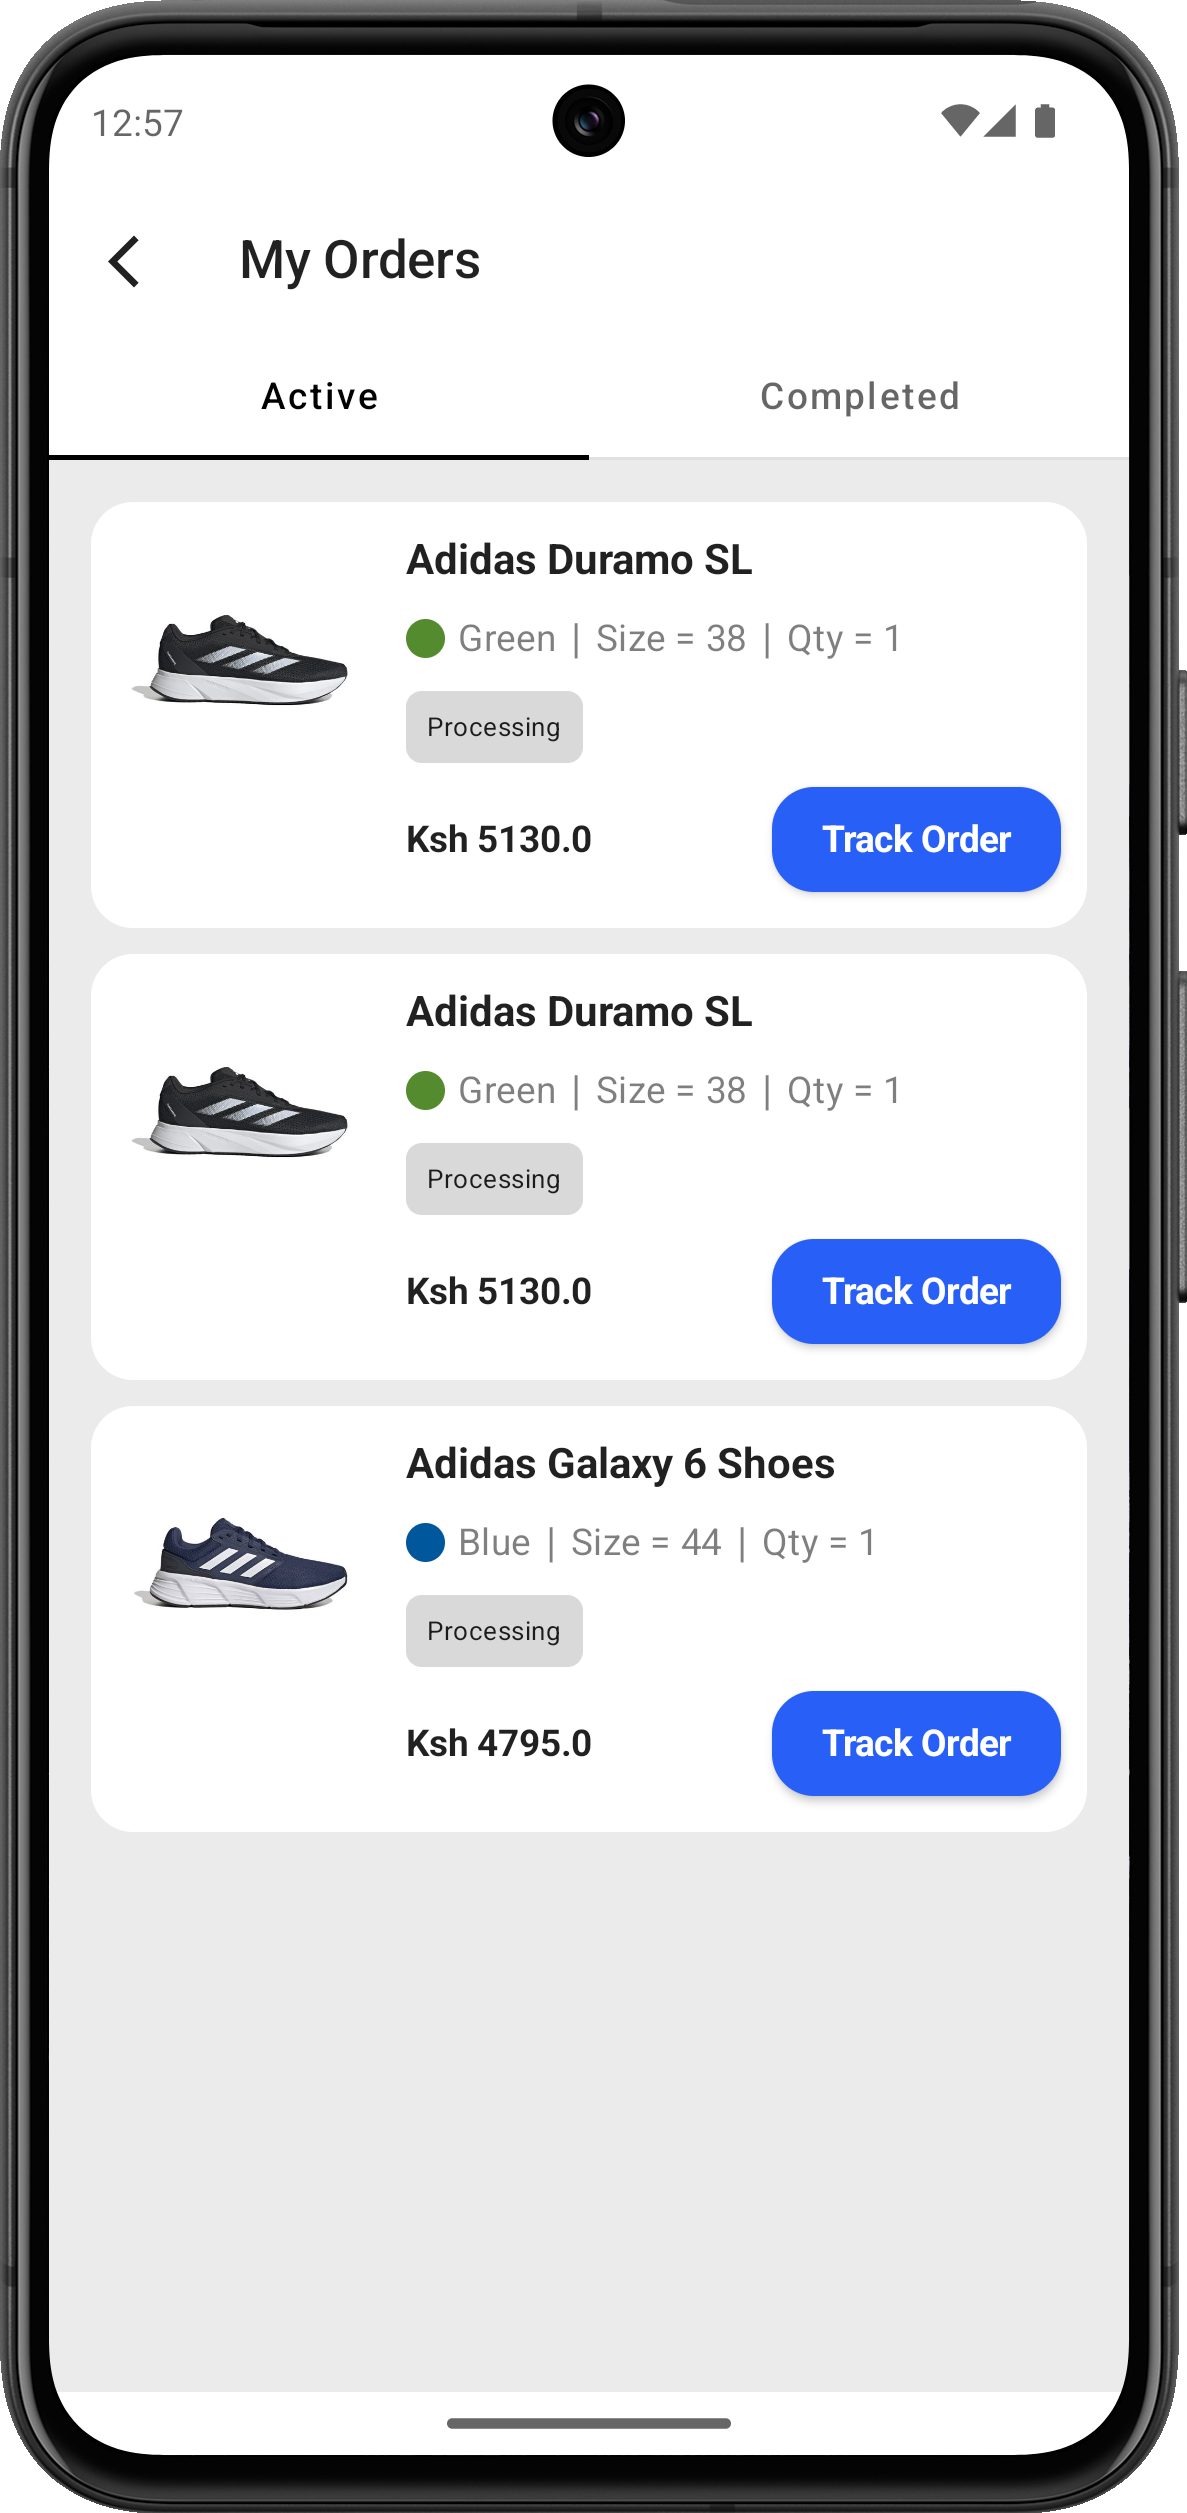 12:57
My Orders
Active Completed
Adidas Duramo SL
Green | Size = 38 | Qty = 1
Processing
Ksh 5130.0 Track Order
Adidas Duramo SL
Green | Size = 38 | Qty = 1
Processing
Ksh 5130.0 Track Order
Adidas Galaxy 6 Shoes
Blue | Size = 44 | Qty = 1
Processing
Ksh 4795.0 Track Order